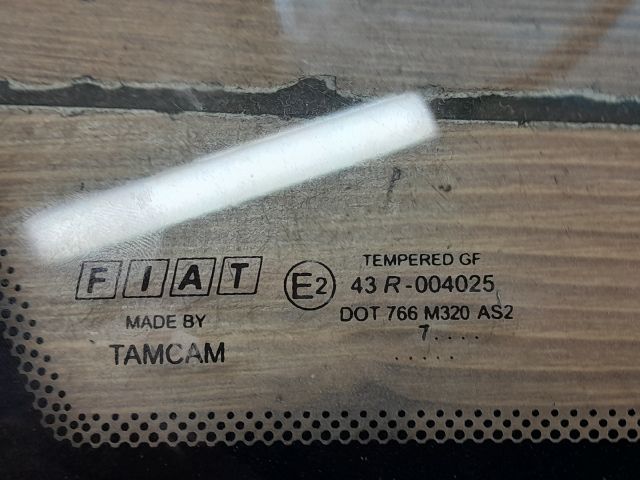 FIAT
MADE BY
TAMCAM
E2
TEMPERED GF
43 R-004025
DOT 766 M320 AS2
7....
.....